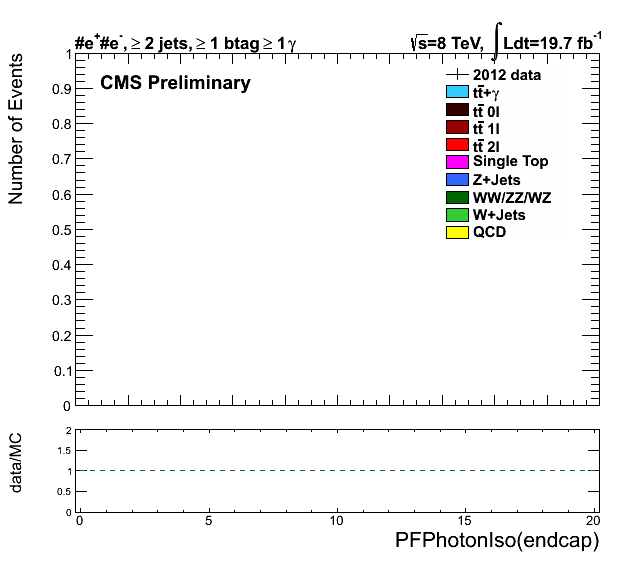 #e⁺#e⁻, ≥ 2 jets, ≥ 1 btag ≥ 1γ
√s=8 TeV, ∫ Ldt=19.7 fb⁻¹
CMS Preliminary
2012 data
tt̄+γ
tt̄ 0l
tt̄ 1l
tt̄ 2l
Single Top
Z+Jets
WW/ZZ/WZ
W+Jets
QCD
Number of Events
1
0.9
0.8
0.7
0.6
0.5
0.4
0.3
0.2
0.1
0
data/MC
2
1.5
1
0.5
0
0 5 10 15 20
PFPhotonIso(endcap)